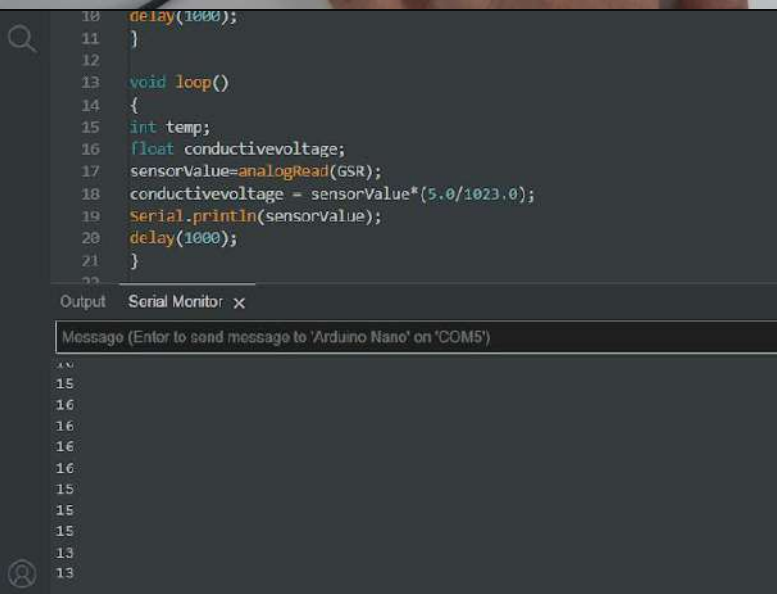 10 delay(1000);
11 }
12
13 void loop()
14 {
15 int temp;
16 float conductivevoltage;
17 sensorValue=analogRead(GSR);
18 conductivevoltage = sensorValue*(5.0/1023.0);
19 Serial.println(sensorValue);
20 delay(1000);
21 }
22
Output Serial Monitor ×
Message (Enter to send message to 'Arduino Nano' on 'COM5')
15
16
16
16
16
15
15
15
13
13